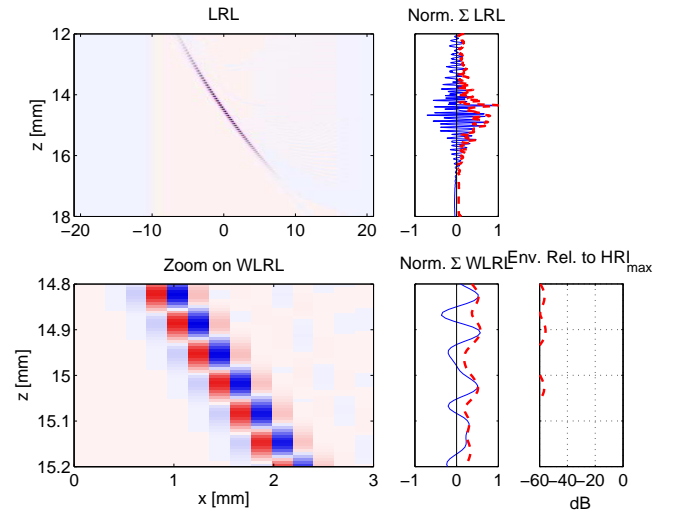 LRL
Norm. Σ LRL
12
14
16
18
z [mm]
−20 −10 0 10 20
−1 0 1
Zoom on WLRL
Norm. Σ WLRL
Env. Rel. to HRI_max
14.8
14.9
15
15.1
15.2
z [mm]
0 1 2 3
x [mm]
−1 0 1
−60 −40 −20 0
dB